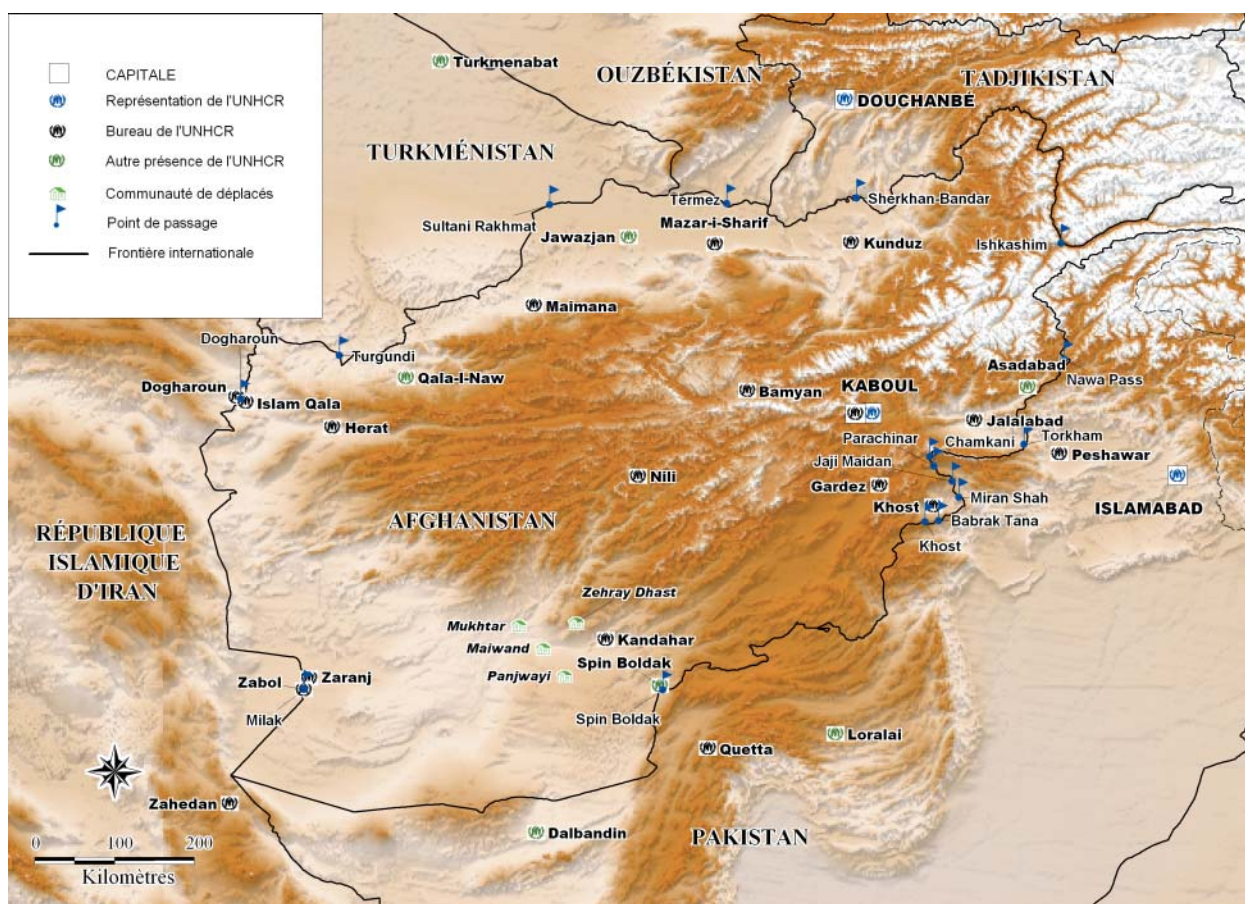 CAPITALE
Représentation de l'UNHCR
Bureau de l'UNHCR
Autre présence de l'UNHCR
Communauté de déplacés
Point de passage
Frontière internationale
Turkmenabat
OUZBÉKISTAN
TADJIKISTAN
DOUCHANBÉ
TURKMÉNISTAN
Sultani Rakhmat
Termez
Sherkhan-Bandar
Jawazjan
Mazar-i-Sharif
Kunduz
Ishkashim
Maimana
Dogharoun
Turgundi
Qala-I-Naw
Dogharoun
Islam Qala
Herat
Bamyan
KABOUL
Asadabad
Nawa Pass
Jalalabad
Parachinar
Chamkani
Torkham
Peshawar
Jaji Maidan
Nili
Gardez
Miran Shah
ISLAMABAD
Khost
Babrak Tana
Khost
AFGHANISTAN
RÉPUBLIQUE
ISLAMIQUE
D'IRAN
Zehray Dhast
Mukhtar
Maiwand
Kandahar
Panjwayi
Spin Boldak
Zabol
Zaranj
Milak
Spin Boldak
Quetta
Loralai
Zahedan
Dalbandin
PAKISTAN
0 100 200
Kilomètres